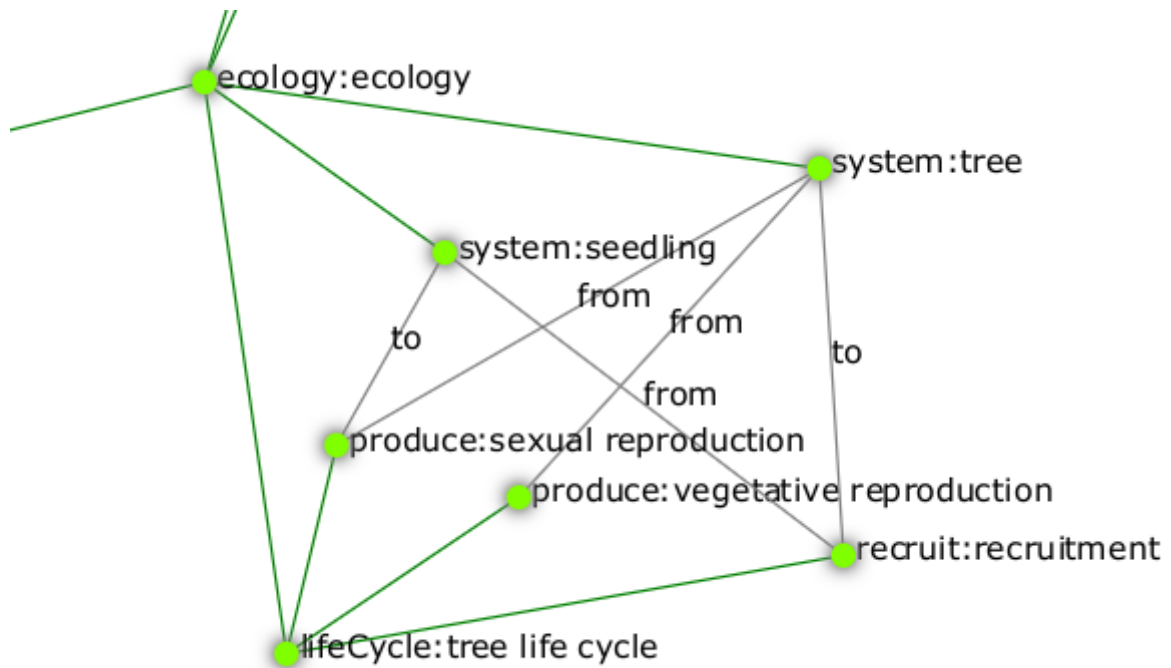 ecology:ecology
system:tree
system:seedling
from
from
to
to
from
produce:sexual reproduction
produce:vegetative reproduction
recruit:recruitment
lifeCycle:tree life cycle